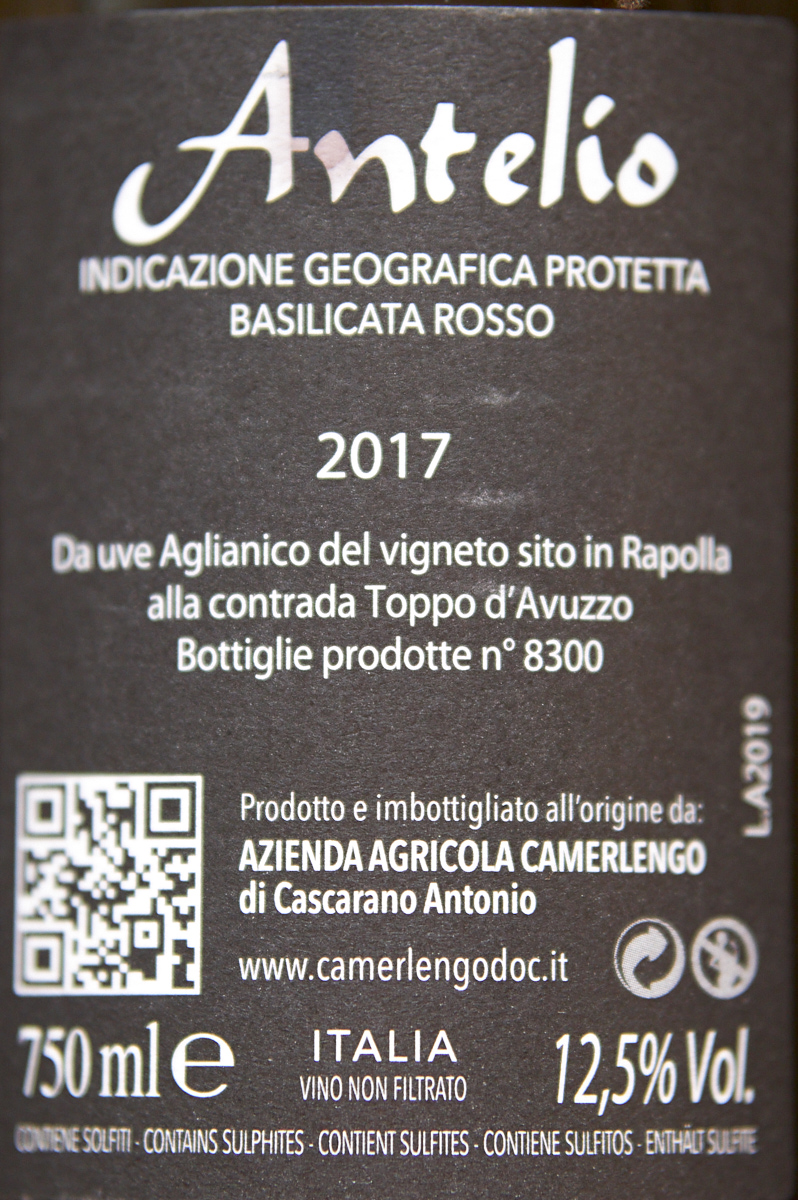 Antelio
INDICAZIONE GEOGRAFICA PROTETTA
BASILICATA ROSSO
2017
Da uve Aglianico del vigneto sito in Rapolla
alla contrada Toppo d'Avuzzo
Bottiglie prodotte n° 8300
L.A2019
Prodotto e imbottigliato all'origine da:
AZIENDA AGRICOLA CAMERLENGO
di Cascarano Antonio
www.camerlengodoc.it
750 ml e
ITALIA
VINO NON FILTRATO
12,5% Vol.
CONTIENE SOLFITI - CONTAINS SULPHITES - CONTIENT SULFITES - CONTIENE SULFITOS - ENTHÄLT SULFITE